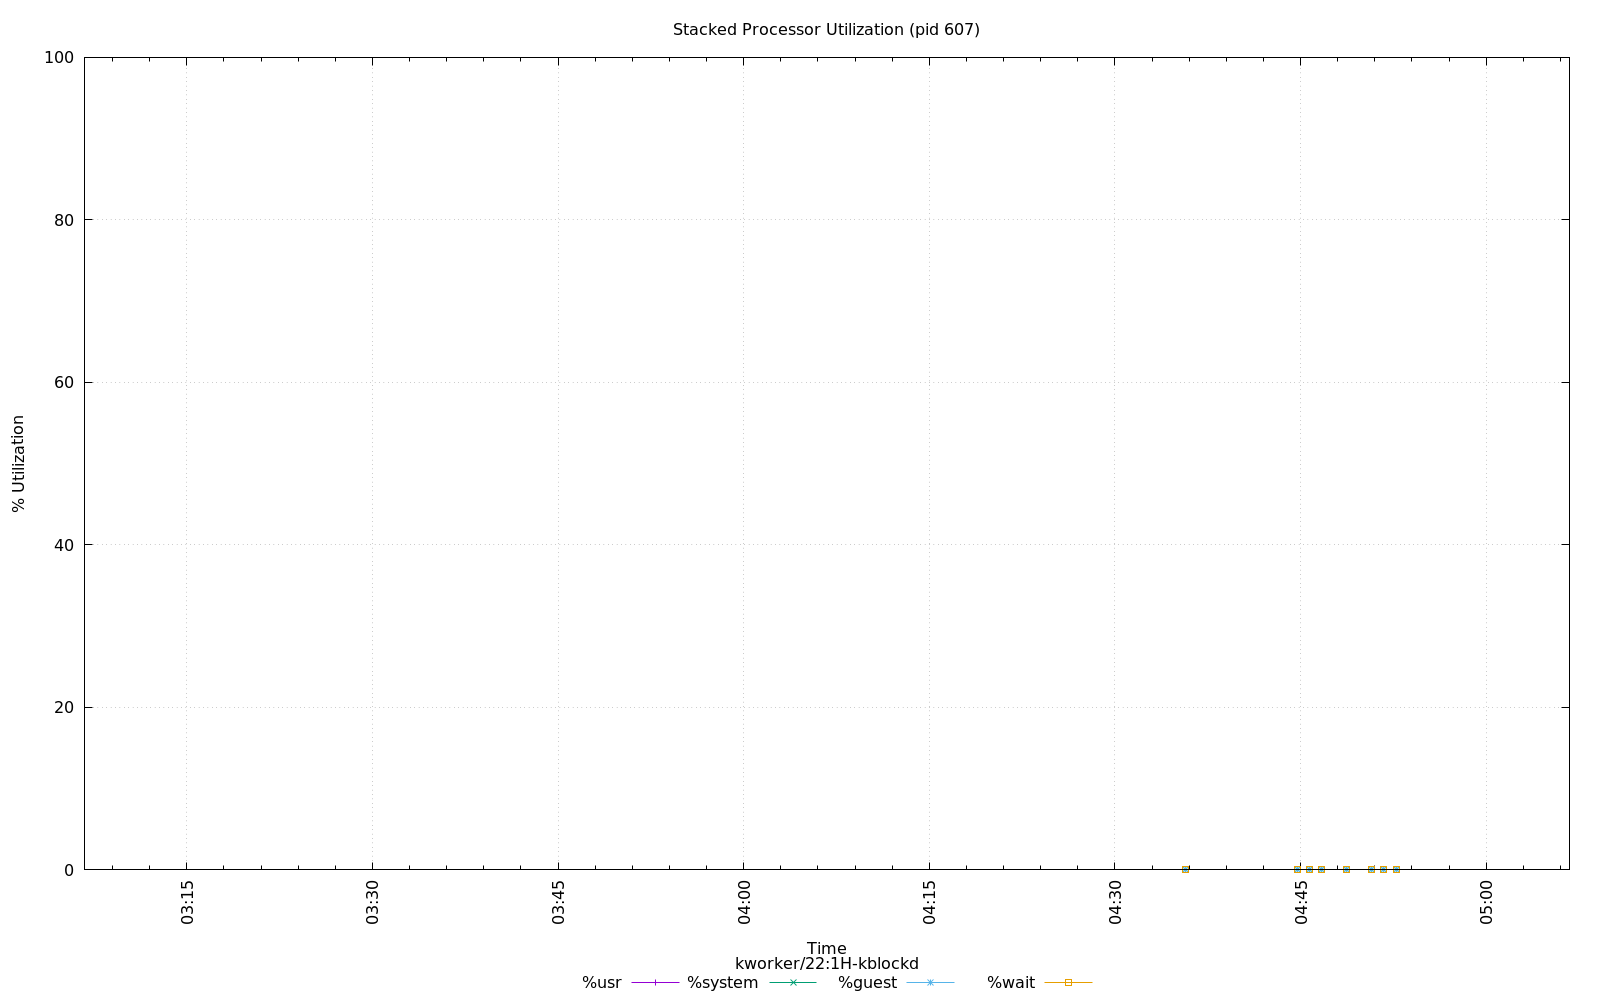 Stacked Processor Utilization (pid 607)
100
80
60
40
20
0
% Utilization
03:15
03:30
03:45
04:00
04:15
04:30
04:45
05:00
Time
kworker/22:1H-kblockd
%usr %system %guest %wait